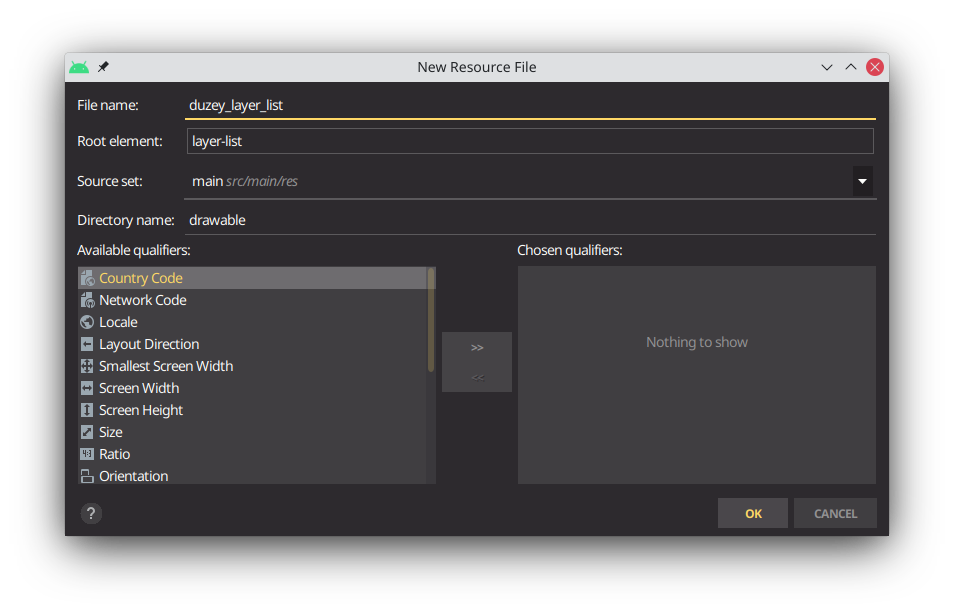 New Resource File
File name: duzey_layer_list
Root element: layer-list
Source set: main src/main/res
Directory name: drawable
Available qualifiers:
Country Code
Network Code
Locale
Layout Direction
Smallest Screen Width
Screen Width
Screen Height
Size
Ratio
Orientation
>>
<<
Chosen qualifiers:
Nothing to show
?
OK
CANCEL